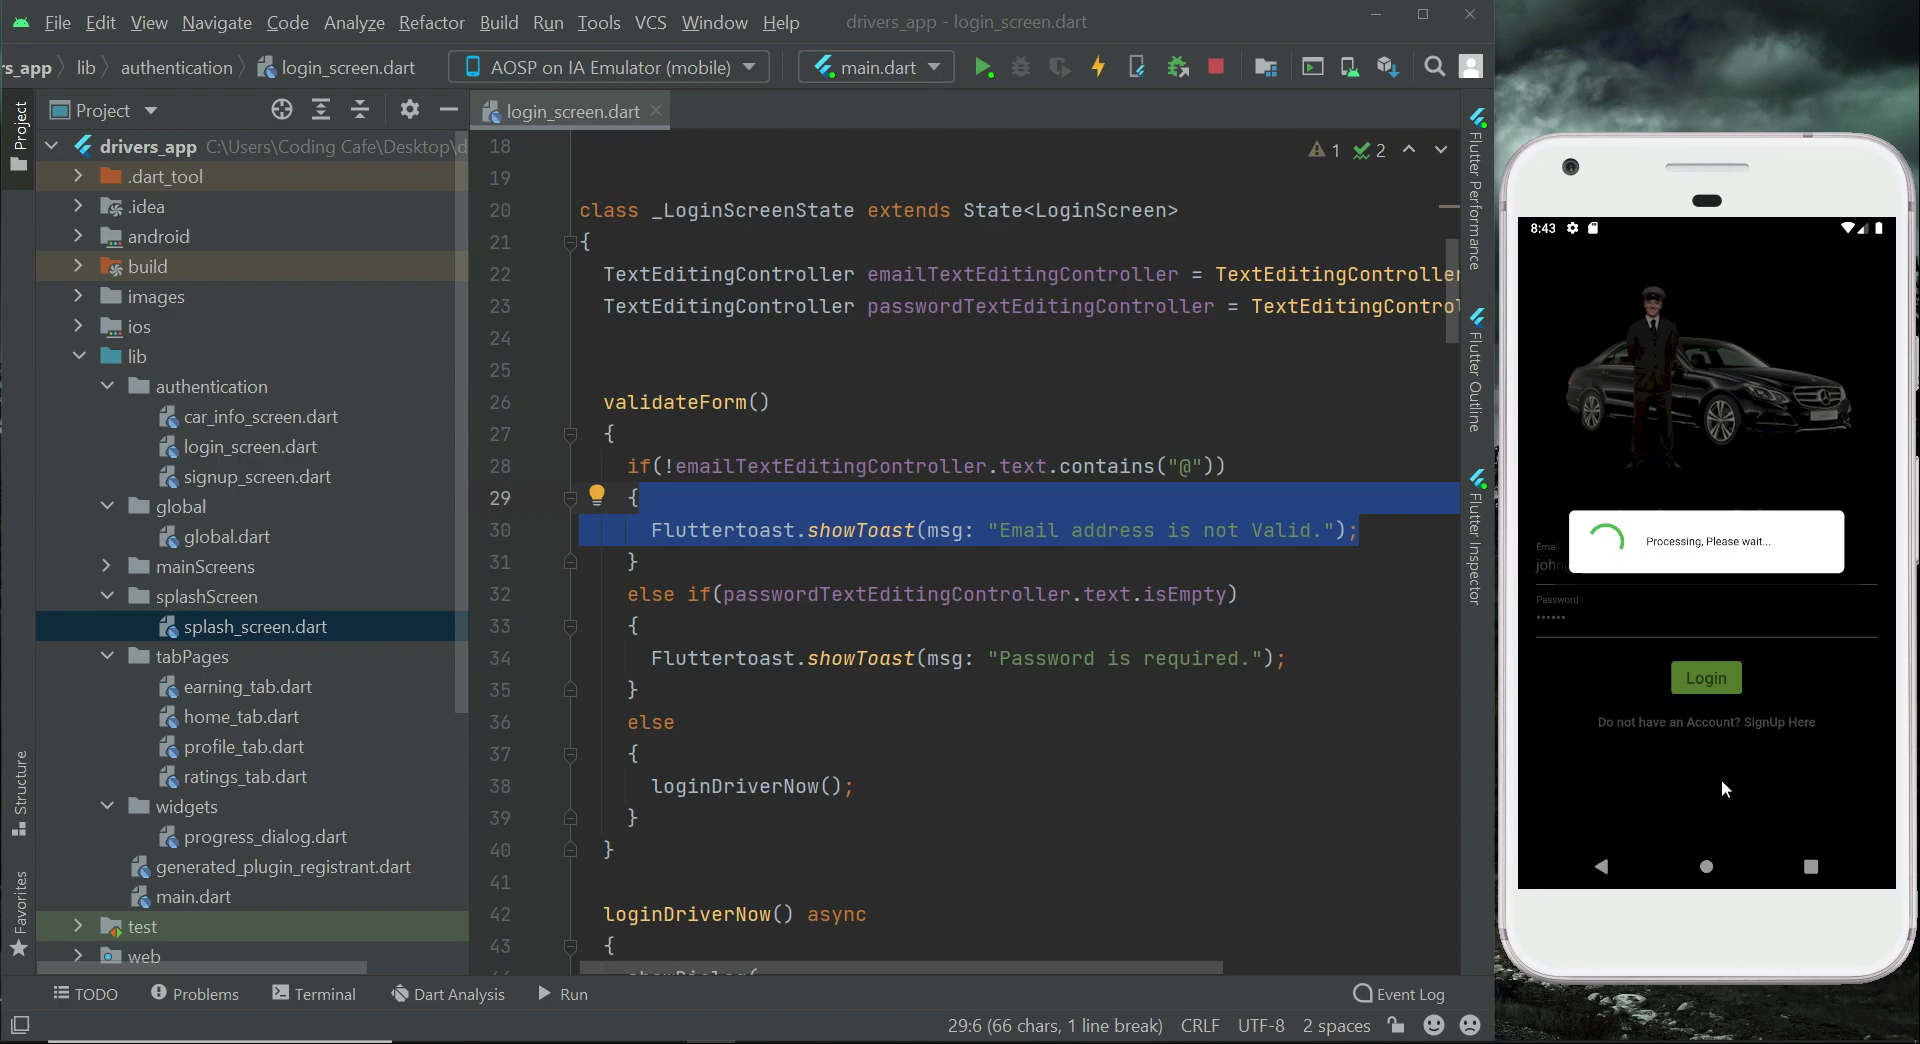 File Edit View Navigate Code Analyze Refactor Build Run Tools VCS Window Help drivers_app - login_screen.dart
rs_app lib authentication login_screen.dart AOSP on IA Emulator (mobile) main.dart
Project
Project
login_screen.dart
drivers_app C:\Users\Coding Cafe\Desktop\d
.dart_tool
.idea
android
build
images
ios
lib
authentication
car_info_screen.dart
login_screen.dart
signup_screen.dart
global
global.dart
mainScreens
splashScreen
splash_screen.dart
tabPages
earning_tab.dart
home_tab.dart
profile_tab.dart
ratings_tab.dart
widgets
progress_dialog.dart
generated_plugin_registrant.dart
main.dart
test
web
Structure
Favorites
1 2
18
19
20 class _LoginScreenState extends State<LoginScreen>
21 {
22 TextEditingController emailTextEditingController = TextEditingController
23 TextEditingController passwordTextEditingController = TextEditingControl
24
25
26 validateForm()
27 {
28 if(!emailTextEditingController.text.contains("@"))
29 {
30 Fluttertoast.showToast(msg: "Email address is not Valid.");
31 }
32 else if(passwordTextEditingController.text.isEmpty)
33 {
34 Fluttertoast.showToast(msg: "Password is required.");
35 }
36 else
37 {
38 loginDriverNow();
39 }
40 }
41
42 loginDriverNow() async
43 {
Flutter Performance
Flutter Outline
Flutter Inspector
TODO Problems Terminal Dart Analysis Run Event Log
29:6 (66 chars, 1 line break) CRLF UTF-8 2 spaces
8:43
Processing, Please wait...
Email
john
Password
••••••
Login
Do not have an Account? SignUp Here